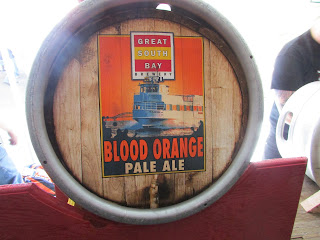 GREAT
SOUTH
BAY
BREWERY
BLOOD ORANGE
PALE ALE